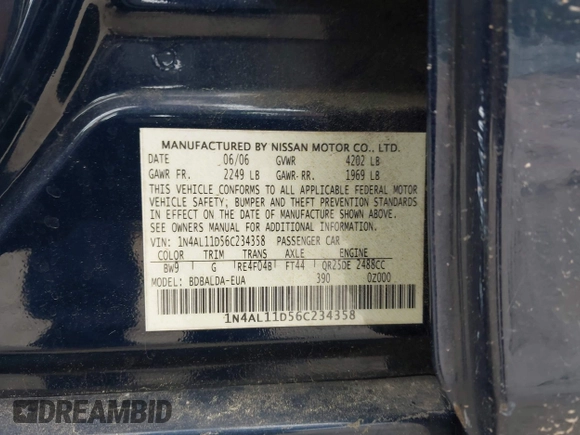 MANUFACTURED BY NISSAN MOTOR CO., LTD.
DATE 06/06 GVWR 4202 LB
GAWR FR. 2249 LB GAWR-RR. 1969 LB
THIS VEHICLE CONFORMS TO ALL APPLICABLE FEDERAL MOTOR
VEHICLE SAFETY, BUMPER AND THEFT PREVENTION STANDARDS
IN EFFECT ON THE DATE OF MANUFACTURE SHOWN ABOVE.
SEE OWNERS MANUAL FOR ADDITIONAL INFORMATION.
VIN: 1N4AL11D56C234358 PASSENGER CAR
COLOR TRIM TRANS AXLE ENGINE
BW9 G RE4F04B FT44 QR25DE 2488CC
MODEL: BDBALDA-EUA 390 0Z000
1N4AL11D56C234358
DREAMBID